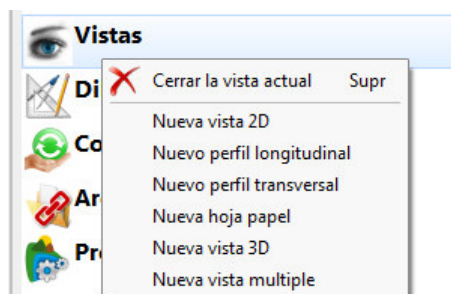 Vistas
Cerrar la vista actual Supr
Nueva vista 2D
Nuevo perfil longitudinal
Nuevo perfil transversal
Nueva hoja papel
Nueva vista 3D
Nueva vista multiple